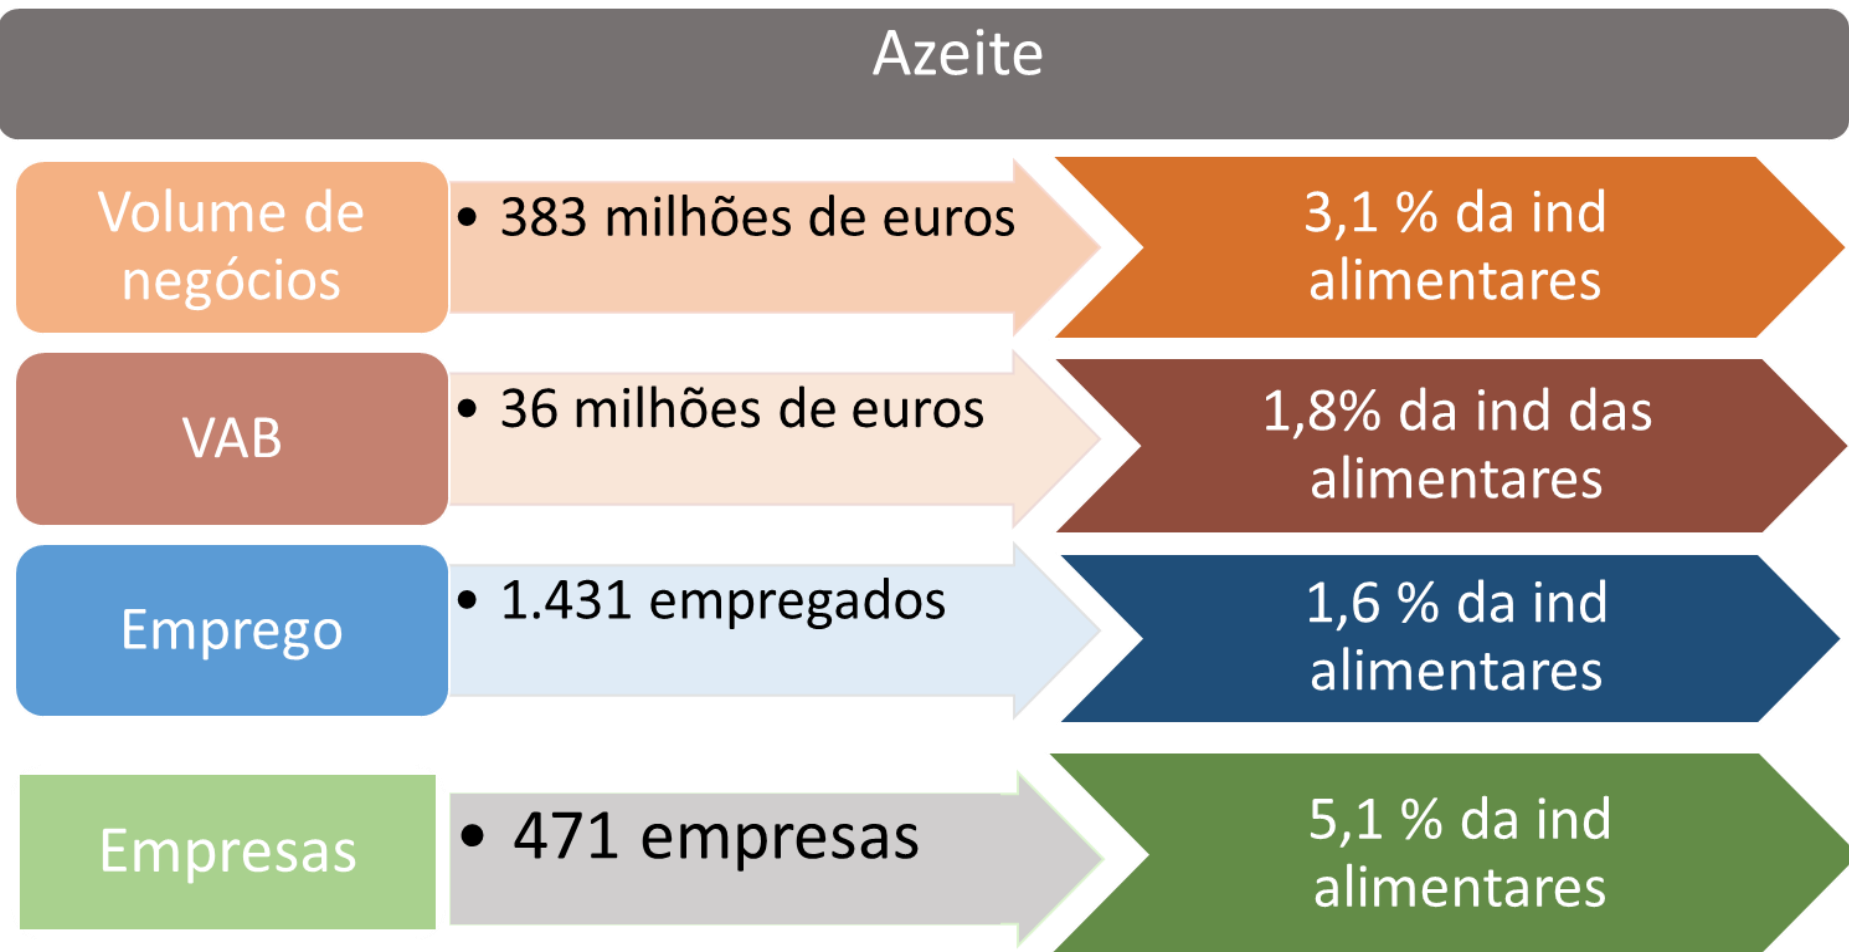 Azeite
Volume de
negócios
• 383 milhões de euros
3,1 % da ind
alimentares
VAB
• 36 milhões de euros
1,8% da ind das
alimentares
Emprego
• 1.431 empregados
1,6 % da ind
alimentares
Empresas
• 471 empresas
5,1 % da ind
alimentares